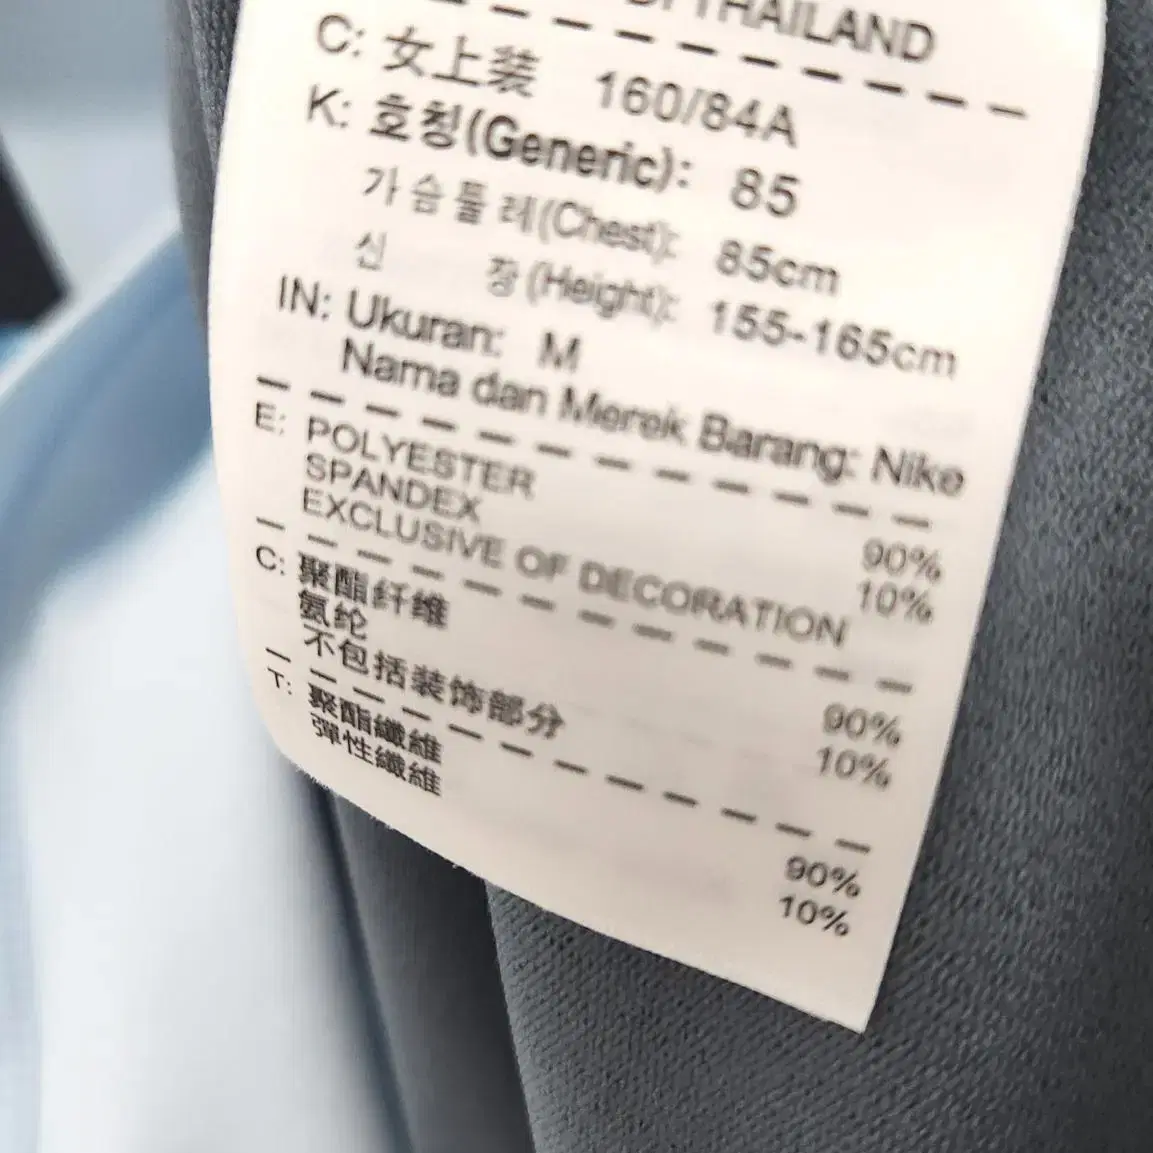 THAILAND
C: 女上装 160/84A
K: 호칭(Generic): 85
가슴둘레(Chest): 85cm
신 장(Height): 155-165cm
IN: Ukuran: M
Nama dan Merek Barang: Nike
E: POLYESTER 90%
SPANDEX 10%
EXCLUSIVE OF DECORATION
C: 聚酯纤维 90%
氨纶 10%
不包括装饰部分
T: 聚酯纖維 90%
彈性纖維 10%